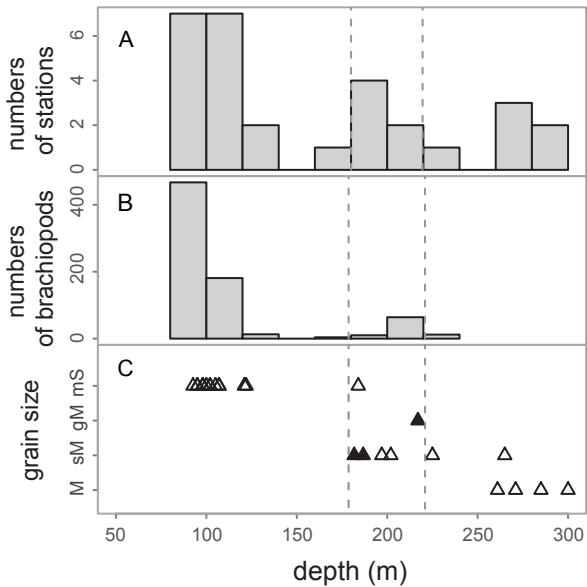 A
numbers
of stations
0 2 4 6
B
numbers
of brachiopods
0 200 400
C
grain size
M sM gM mS
50 100 150 200 250 300
depth (m)